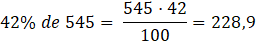 42% de 545 = 545 · 42 / 100 = 228,9